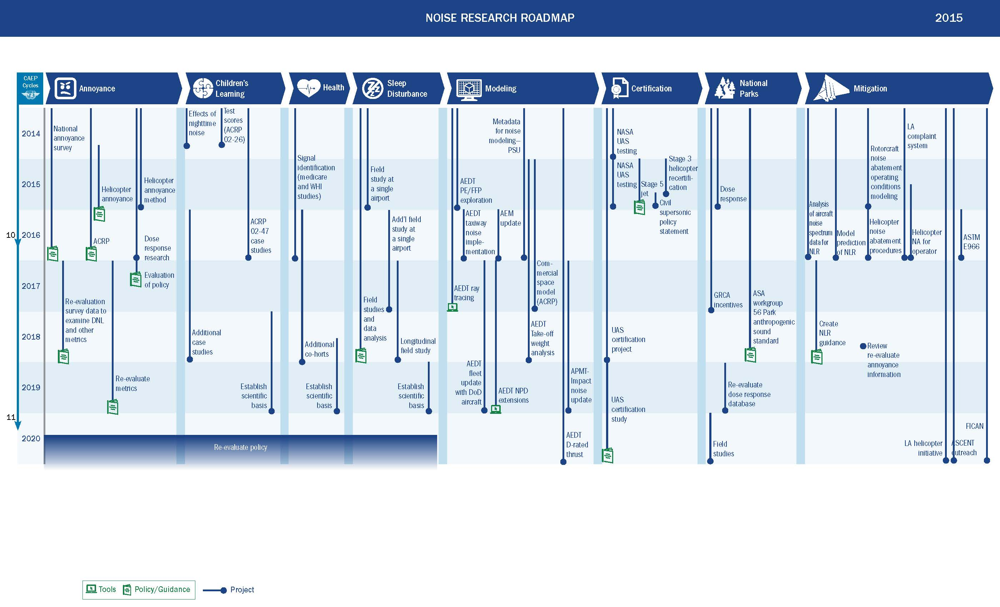 NOISE RESEARCH ROADMAP
2015
CAEP
Cycles
Annoyance
Children's
Learning
Health
Sleep
Disturbance
Modeling
Certification
National
Parks
Mitigation
2014
2015
10
2016
2017
2018
2019
11
2020
National
annoyance
survey
Helicopter
annoyance
Helicopter
annoyance
method
ACRP
Dose
response
research
Evaluation
of policy
Re-evaluation
survey data to
examine DNL
and other
metrics
Re-evaluate
metrics
Effects of
nighttime
noise
Test
scores
(ACRP
02-26)
ACRP
02-47
case
studies
Additional
case
studies
Establish
scientific
basis
Signal
identification
(medicare
and WHI
studies)
Additional
co-horts
Establish
scientific
basis
Field
study at
a single
airport
Add'l field
study at
a single
airport
Field
studies
and
data
analysis
Longitudinal
field study
Establish
scientific
basis
Re-evaluate policy
Metadata
for noise
modeling—
PSU
AEDT
PE/FFP
exploration
AEDT
taxiway
noise
imple-
mentation
AEM
update
Com-
mercial
space
model
(ACRP)
AEDT ray
tracing
AEDT
Take-off
weight
analysis
AEDT
fleet
update
with DoD
aircraft
AEDT NPD
extensions
APMT-
Impact
noise
update
AEDT
D-rated
thrust
NASA
UAS
testing
NASA
UAS
testing
Stage 5
jet
Stage 3
helicopter
recertifi-
cation
Civil
supersonic
policy
statement
UAS
certification
project
UAS
certification
study
Dose
response
GRCA
incentives
ASA
workgroup
56 Park
anthropogenic
sound
standard
Re-evaluate
dose response
database
Field
studies
Analysis
of aircraft
noise
spectrum
data for
NLR
Model
prediction
of NLR
Rotorcraft
noise
abatement
operating
conditions
modeling
Helicopter
noise
abatement
procedures
LA
complaint
system
Helicopter
NA for
operator
ASTM
E966
Create
NLR
guidance
Review
re-evaluate
annoyance
information
FICAN
LA helicopter
initiative
ASCENT
outreach
Tools
Policy/Guidance
Project